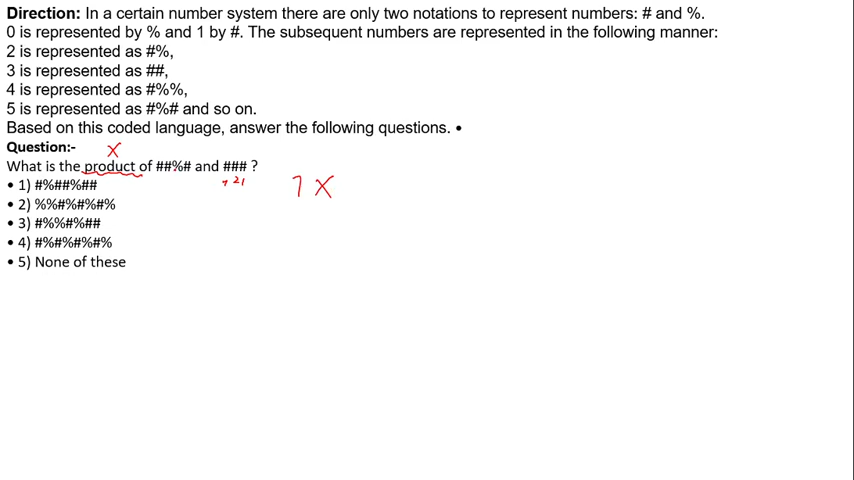 Direction: In a certain number system there are only two notations to represent numbers: # and %.
0 is represented by % and 1 by #. The subsequent numbers are represented in the following manner:
2 is represented as #%,
3 is represented as ##,
4 is represented as #%%,
5 is represented as #%# and so on.
Based on this coded language, answer the following questions. •
Question:-
X
What is the product of ##%# and ### ?
• 1) #%##%##
421
7 X
• 2) %%#%#%#%
• 3) #%%#%##
• 4) #%#%#%#%
• 5) None of these